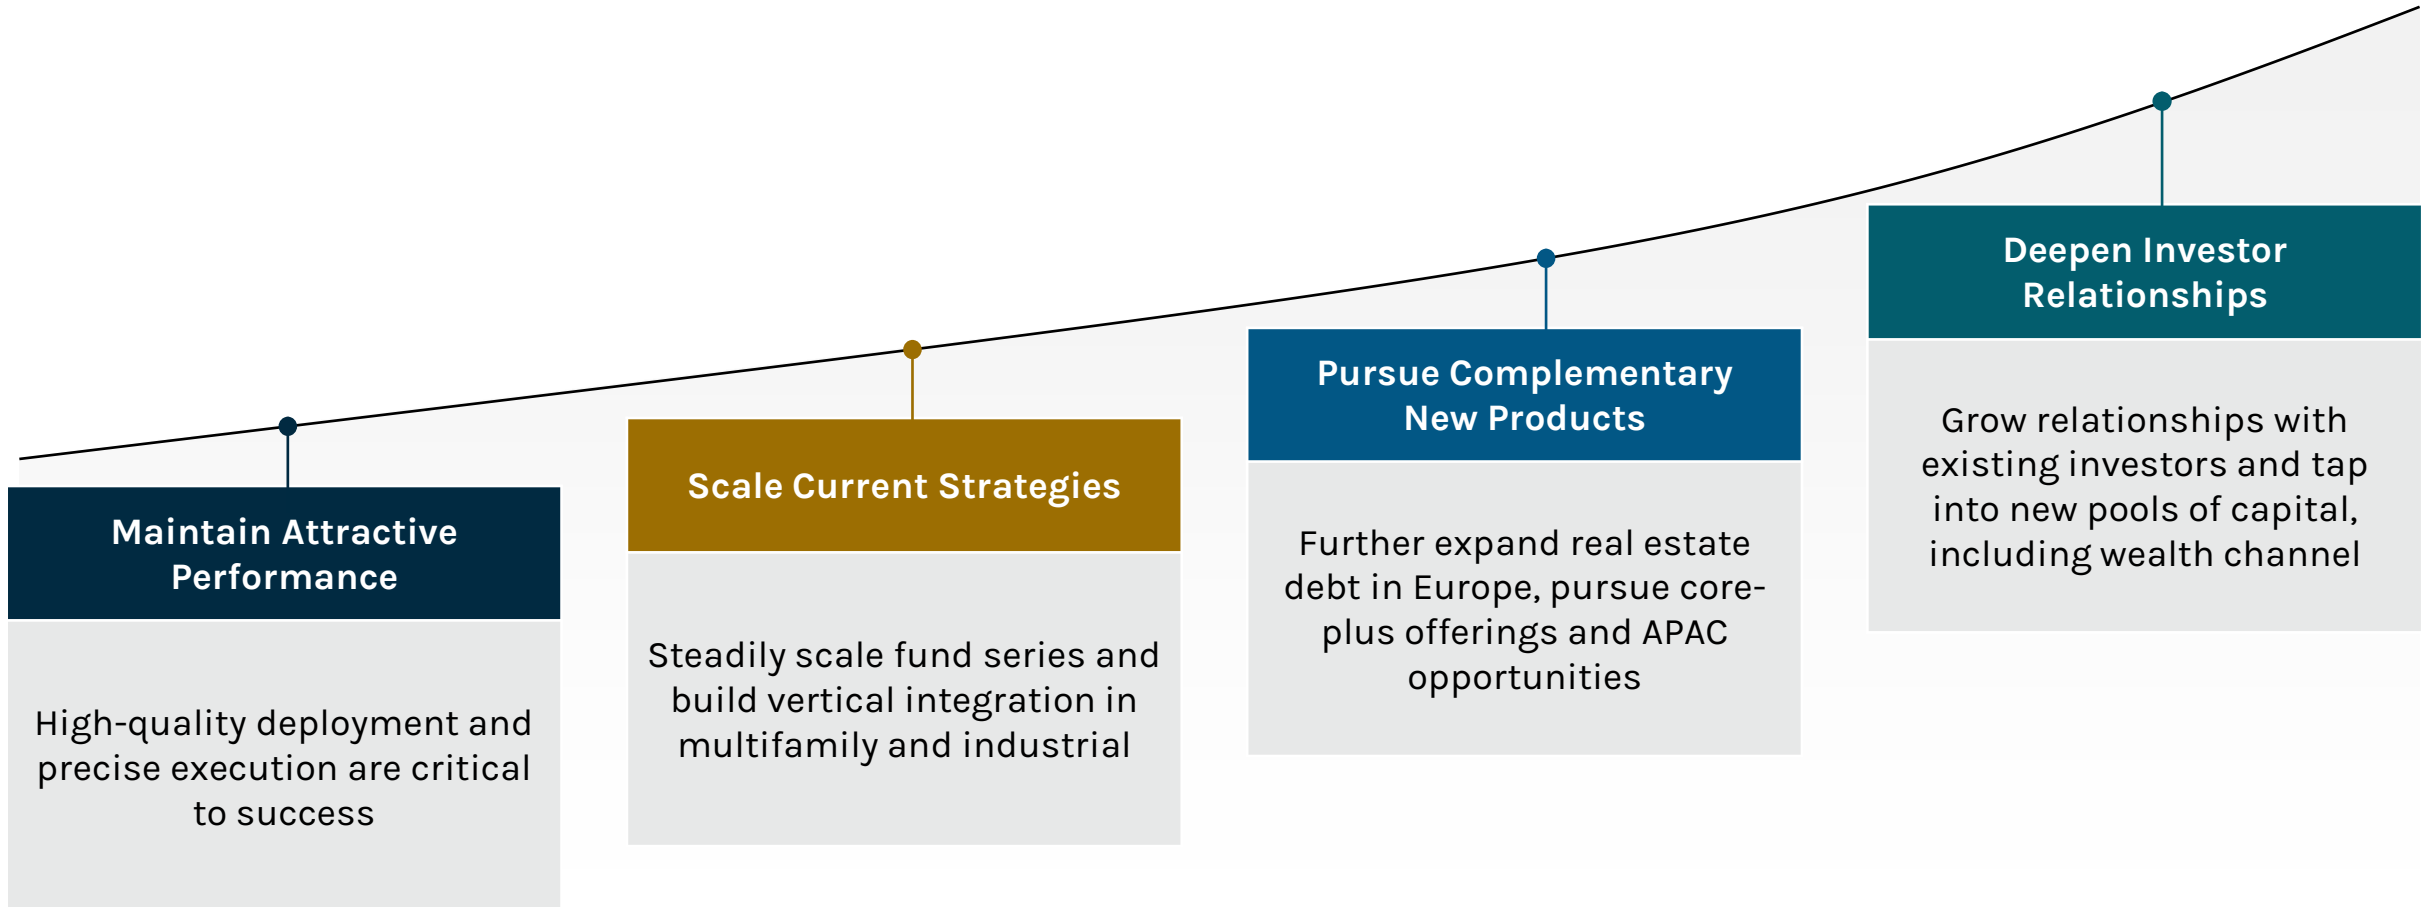 Maintain Attractive
Performance
High-quality deployment and
precise execution are critical
to success
Scale Current Strategies
Steadily scale fund series and
build vertical integration in
multifamily and industrial
Pursue Complementary
New Products
Further expand real estate
debt in Europe, pursue core-
plus offerings and APAC
opportunities
Deepen Investor
Relationships
Grow relationships with
existing investors and tap
into new pools of capital,
including wealth channel